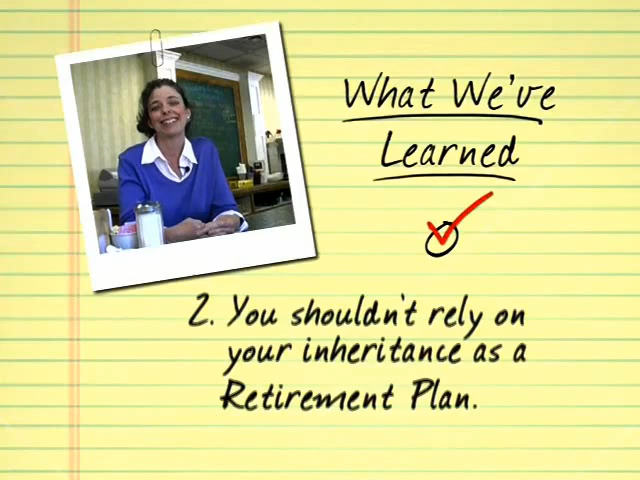 What We've
Learned
2. You shouldn't rely on
your inheritance as a
Retirement Plan.